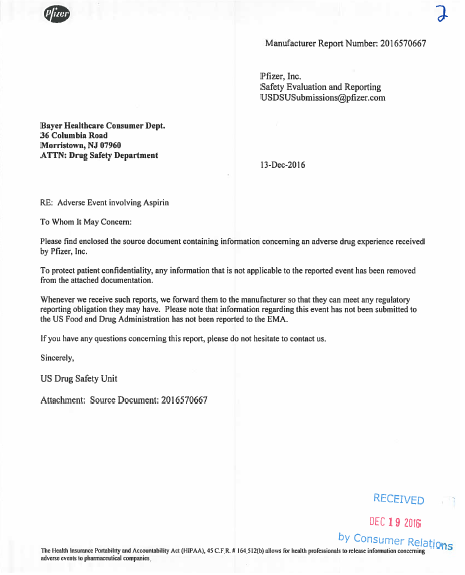 Pfizer
2
Manufacturer Report Number: 2016570667
Pfizer, Inc.
Safety Evaluation and Reporting
USDSUSubmissions@pfizer.com
Bayer Healthcare Consumer Dept.
36 Columbia Road
Morristown, NJ 07960
ATTN: Drug Safety Department
13-Dec-2016
RE: Adverse Event involving Aspirin
To Whom It May Concern:
Please find enclosed the source document containing information concerning an adverse drug experience received
by Pfizer, Inc.
To protect patient confidentiality, any information that is not applicable to the reported event has been removed
from the attached documentation.
Whenever we receive such reports, we forward them to the manufacturer so that they can meet any regulatory
reporting obligation they may have. Please note that information regarding this event has not been submitted to
the US Food and Drug Administration has not been reported to the EMA.
If you have any questions concerning this report, please do not hesitate to contact us.
Sincerely,
US Drug Safety Unit
Attachment: Source Document: 2016570667
RECEIVED
DEC 19 2016
by Consumer Relations
The Health Insurance Portability and Accountability Act (HIPAA), 45 C.F.R. # 164.512(b) allows for health professionals to release information concerning
adverse events to pharmaceutical companies.